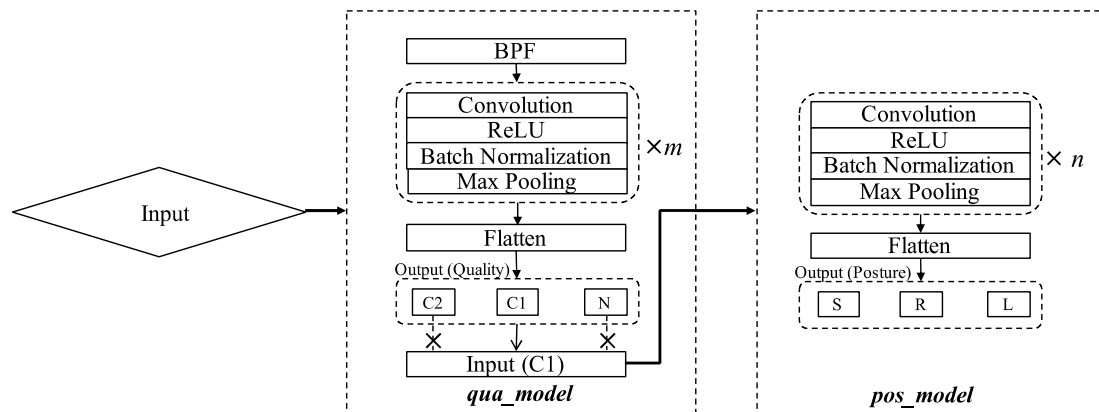 Input
BPF
Convolution
ReLU
Batch Normalization
Max Pooling
×m
Flatten
Output (Quality)
C2 C1 N
Input (C1)
qua_model
Convolution
ReLU
Batch Normalization
Max Pooling
× n
Flatten
Output (Posture)
S R L
pos_model